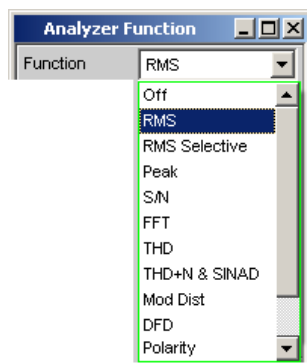 Analyzer Function
Function RMS
Off
RMS
RMS Selective
Peak
S/N
FFT
THD
THD+N & SINAD
Mod Dist
DFD
Polarity